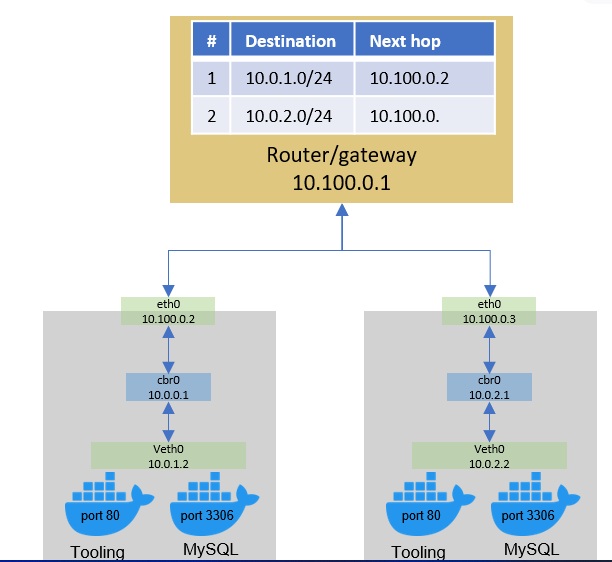 # Destination Next hop
1 10.0.1.0/24 10.100.0.2
2 10.0.2.0/24 10.100.0.
Router/gateway
10.100.0.1
eth0
10.100.0.2
cbr0
10.0.0.1
Veth0
10.0.1.2
port 80
port 3306
Tooling
MySQL
eth0
10.100.0.3
cbr0
10.0.2.1
Veth0
10.0.2.2
port 80
port 3306
Tooling
MySQL